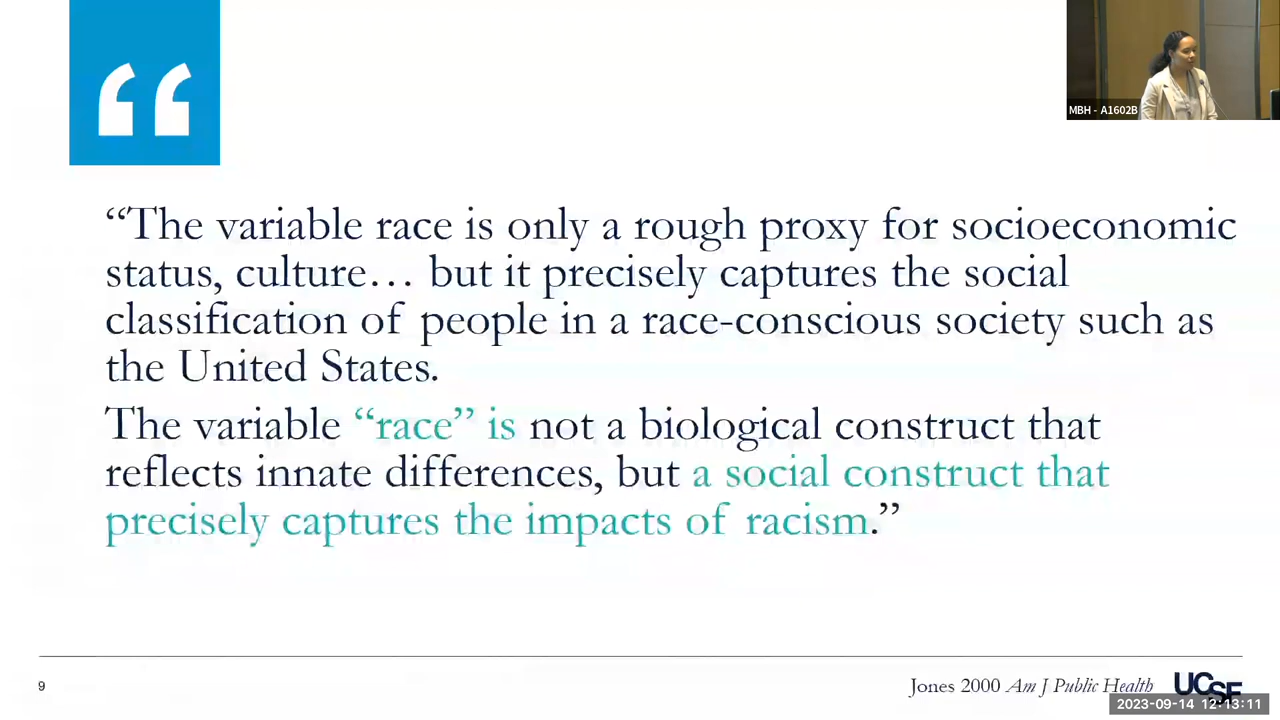 MBH - A1602B
“The variable race is only a rough proxy for socioeconomic
status, culture… but it precisely captures the social
classification of people in a race-conscious society such as
the United States.
The variable “race” is not a biological construct that
reflects innate differences, but a social construct that
precisely captures the impacts of racism.”
9
Jones 2000 Am J Public Health
UCSF
2023-09-14 12:13:11